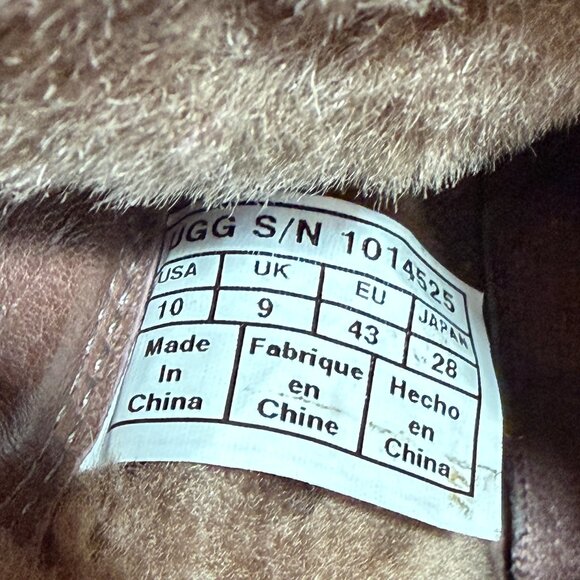 UGG S/N 1014525
USA UK EU JAPAN
10 9 43 28
Made
In
China
Fabrique
en
Chine
Hecho
en
China